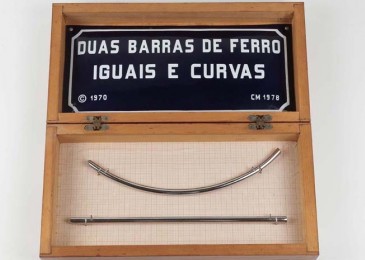 DUAS BARRAS DE FERRO
IGUAIS E CURVAS
© 1970 CM 1978